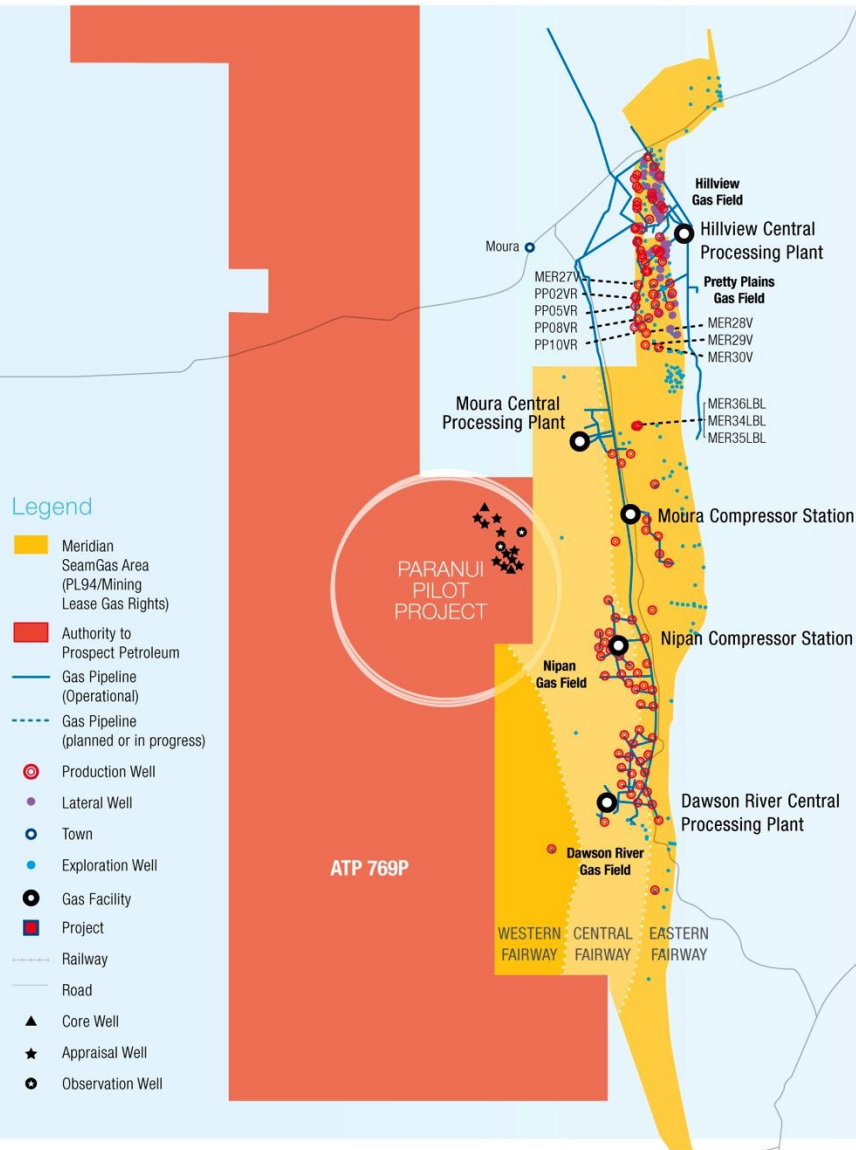 Hillview
Gas Field
Hillview Central
Processing Plant
Moura
MER27V
PP02VR
PP05VR
PP08VR
PP10VR
Pretty Plains
Gas Field
MER28V
MER29V
MER30V
Moura Central
Processing Plant
MER36LBL
MER34LBL
MER35LBL
Moura Compressor Station
PARANUI
PILOT
PROJECT
Nipan Compressor Station
Nipan
Gas Field
Dawson River Central
Processing Plant
Dawson River
Gas Field
ATP 769P
WESTERN
FAIRWAY
CENTRAL
FAIRWAY
EASTERN
FAIRWAY
Legend
Meridian
SeamGas Area
(PL94/Mining
Lease Gas Rights)
Authority to
Prospect Petroleum
Gas Pipeline
(Operational)
Gas Pipeline
(planned or in progress)
Production Well
Lateral Well
Town
Exploration Well
Gas Facility
Project
Railway
Road
Core Well
Appraisal Well
Observation Well